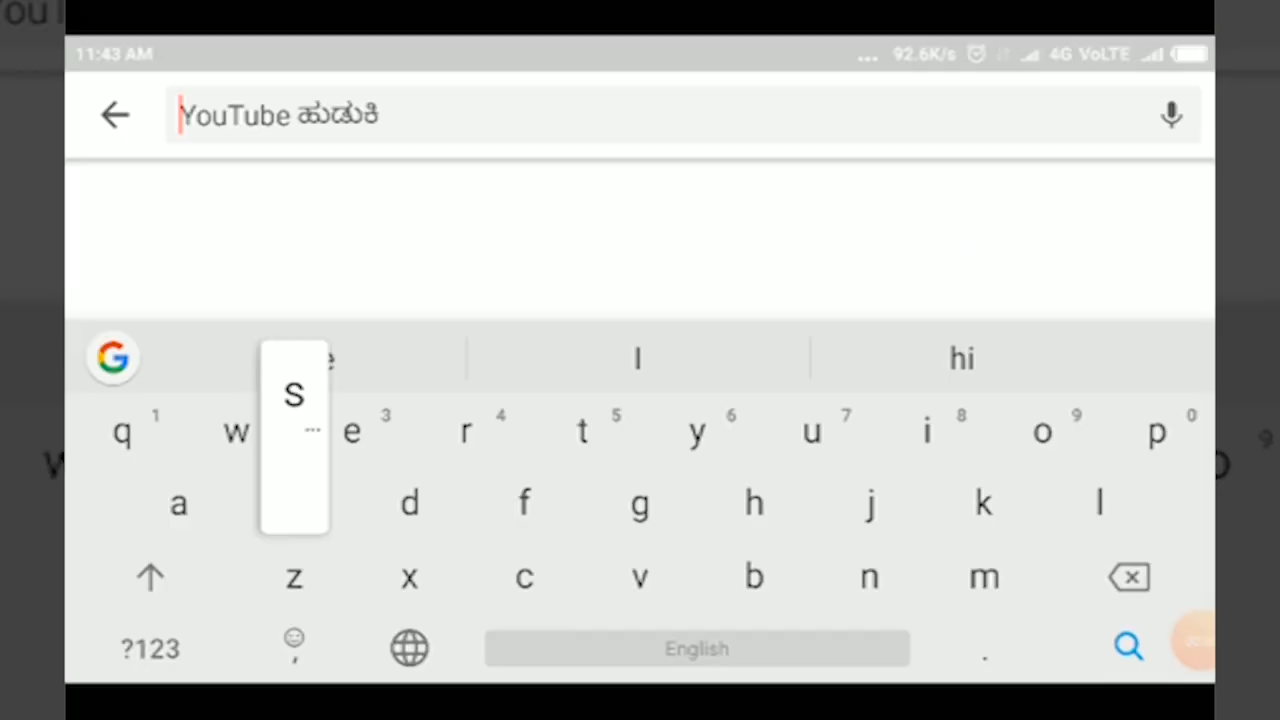 11:43 AM ... 92.6K/s 4G VoLTE
YouTube ಹುಡುಕಿ
I hi
q 1 w e 3 r 4 t 5 y 6 u 7 i 8 o 9 p 0
S
a d f g h j k l
z x c v b n m
?123 , English .